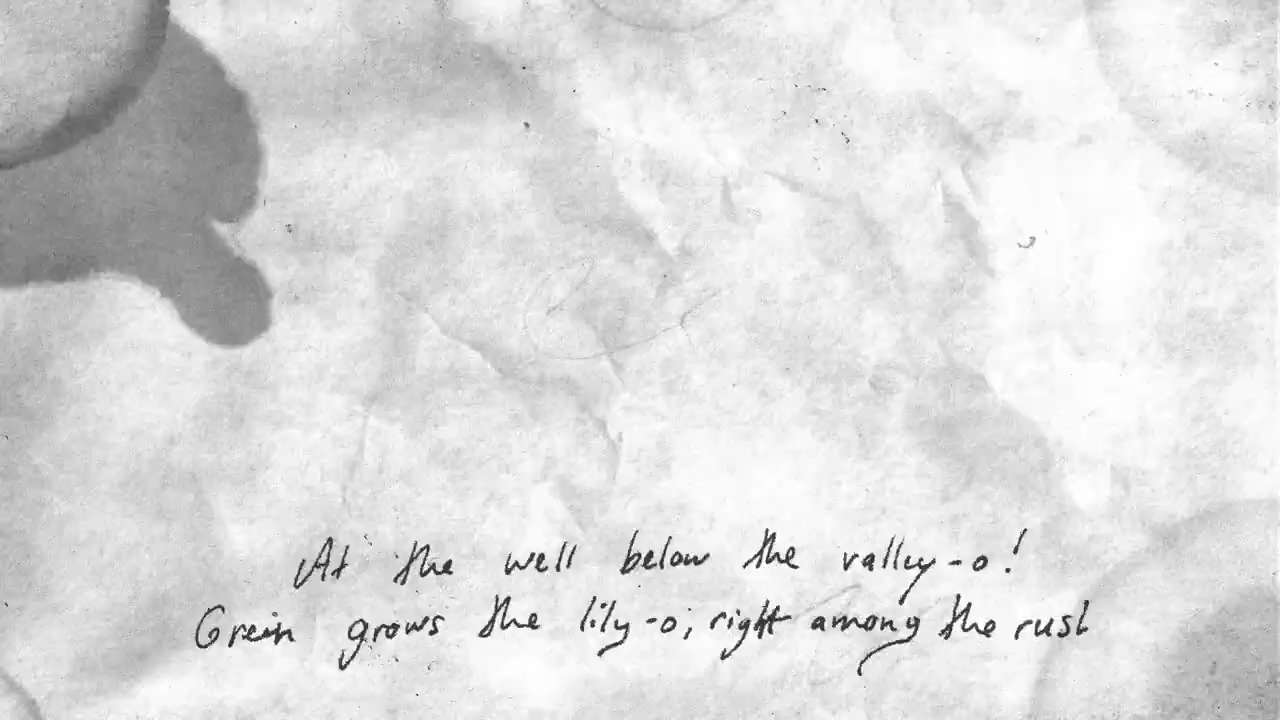 At the well below the valley-o!
Green grows the lily-o, right among the rush